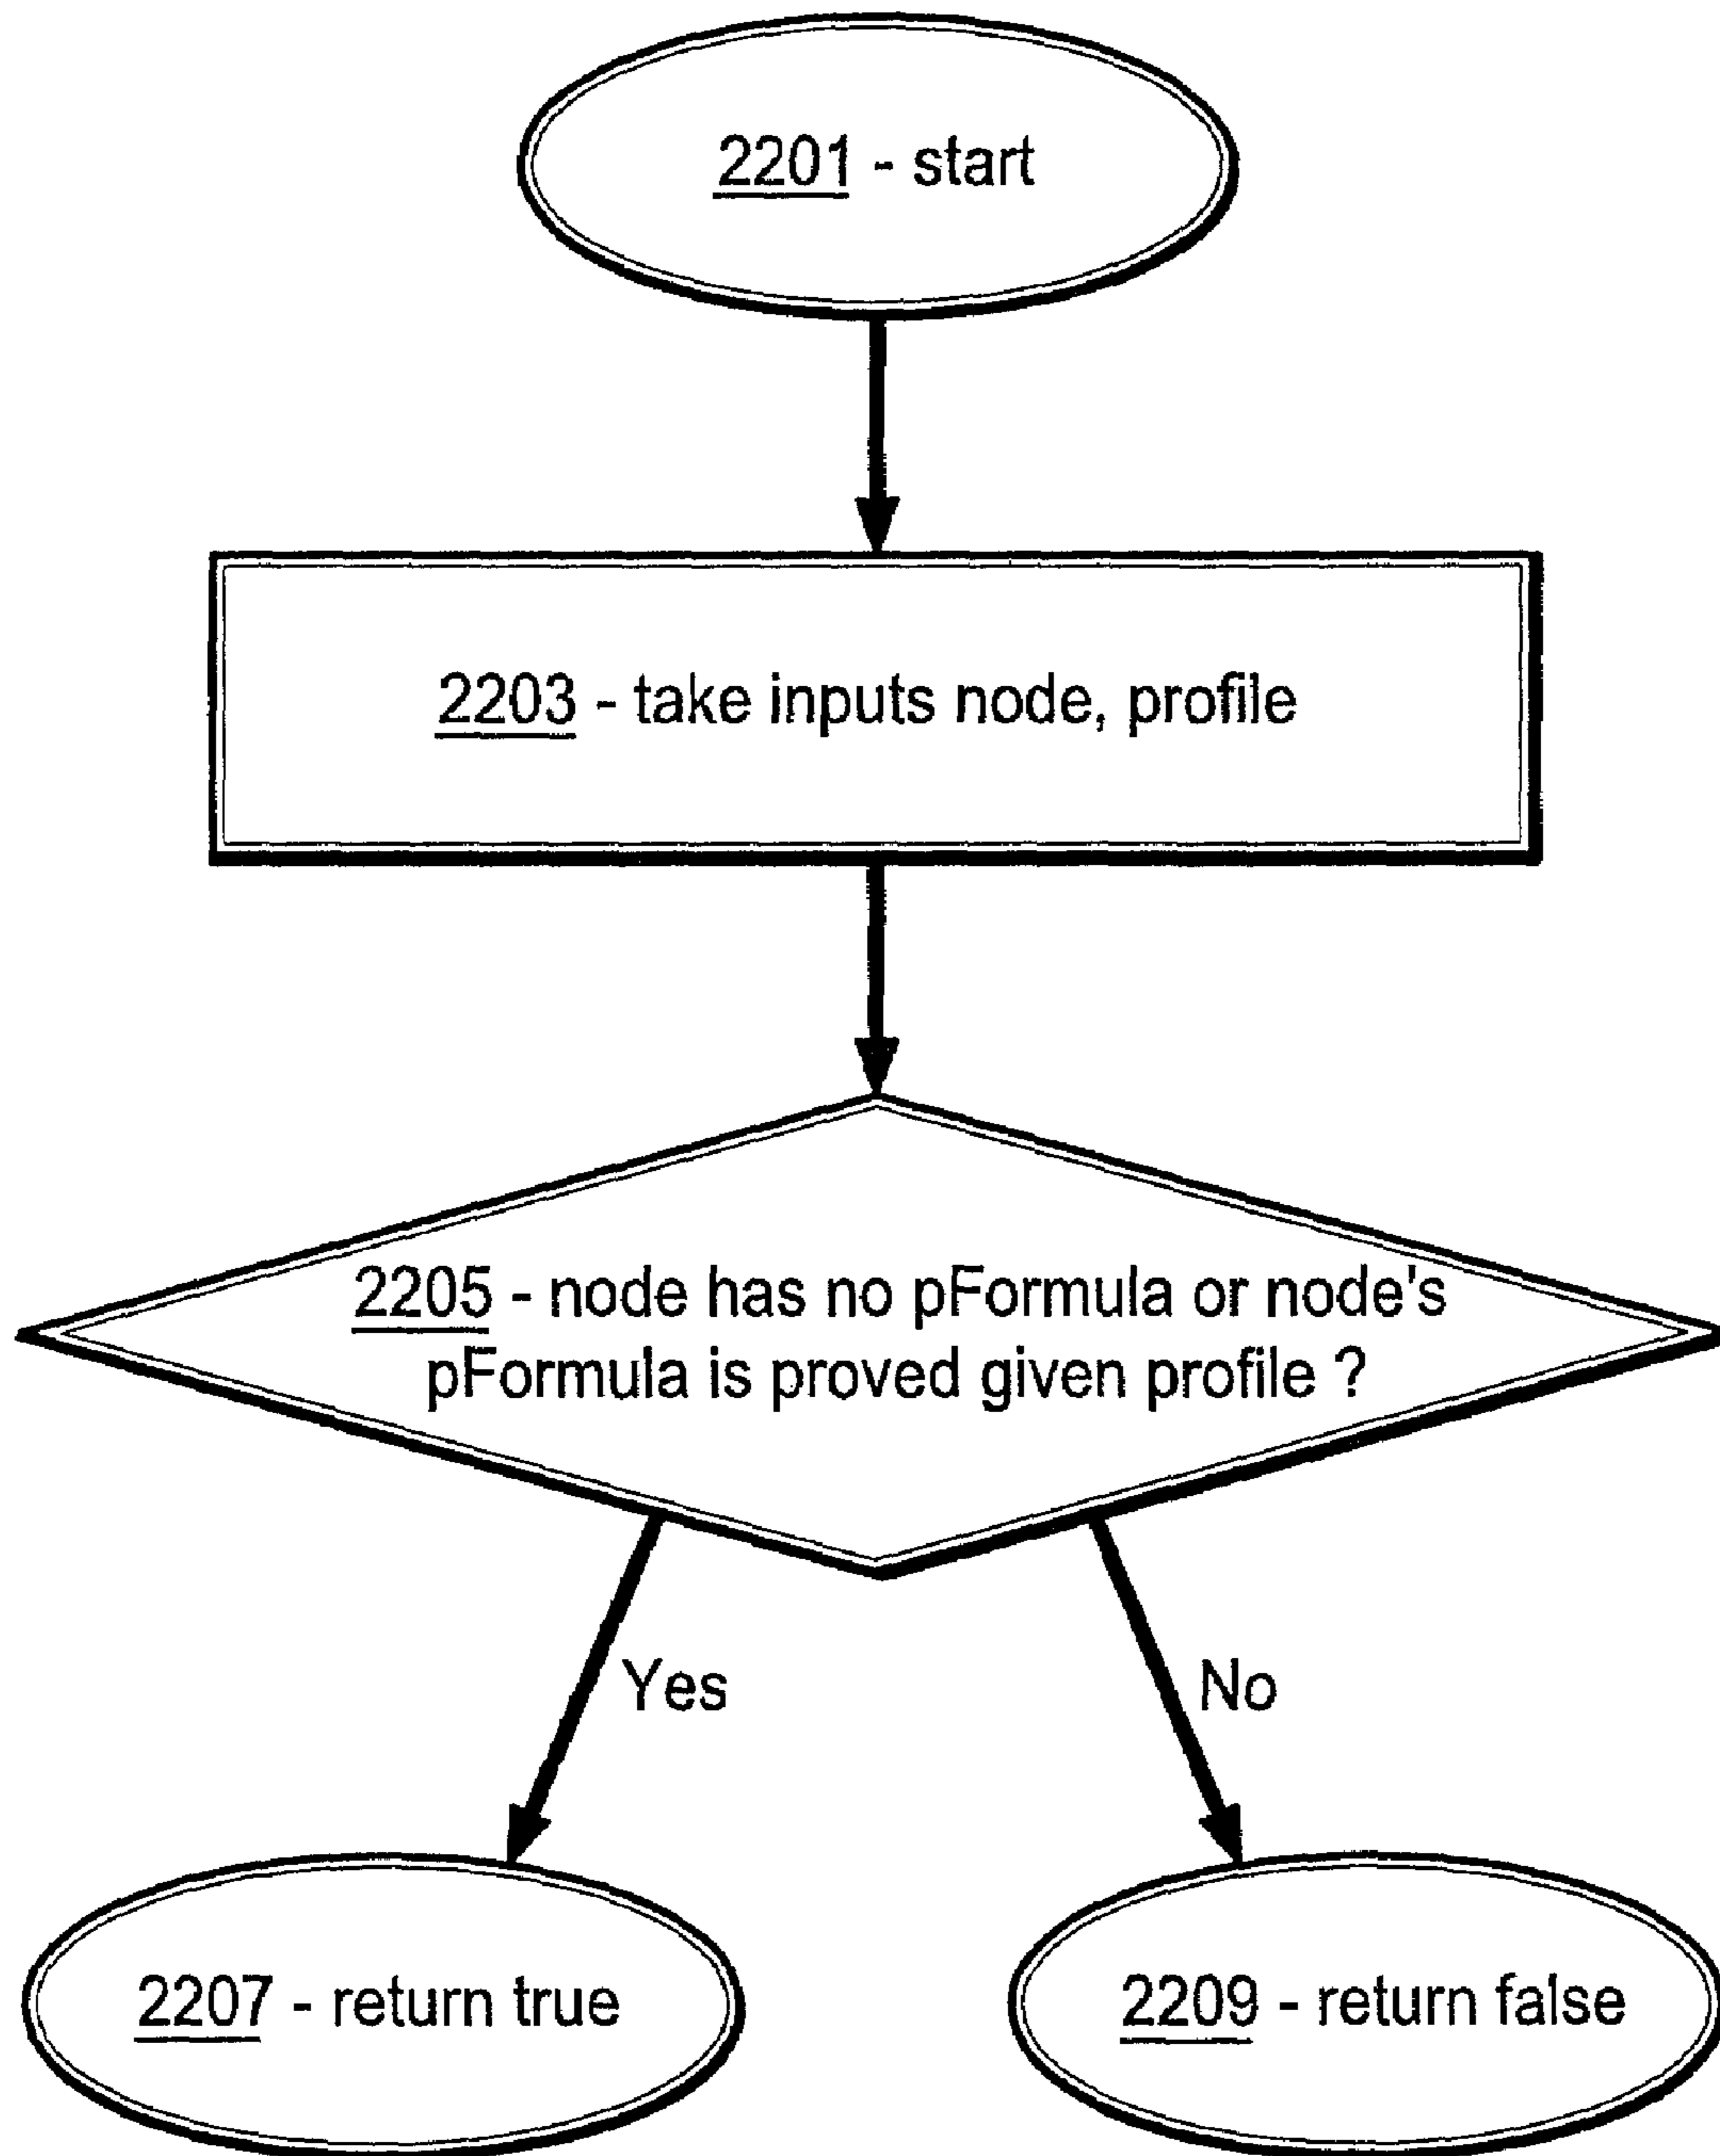 2201 - start
2203 - take inputs node, profile
2205 - node has no pFormula or node's
pFormula is proved given profile ?
Yes
No
2207 - return true
2209 - return false